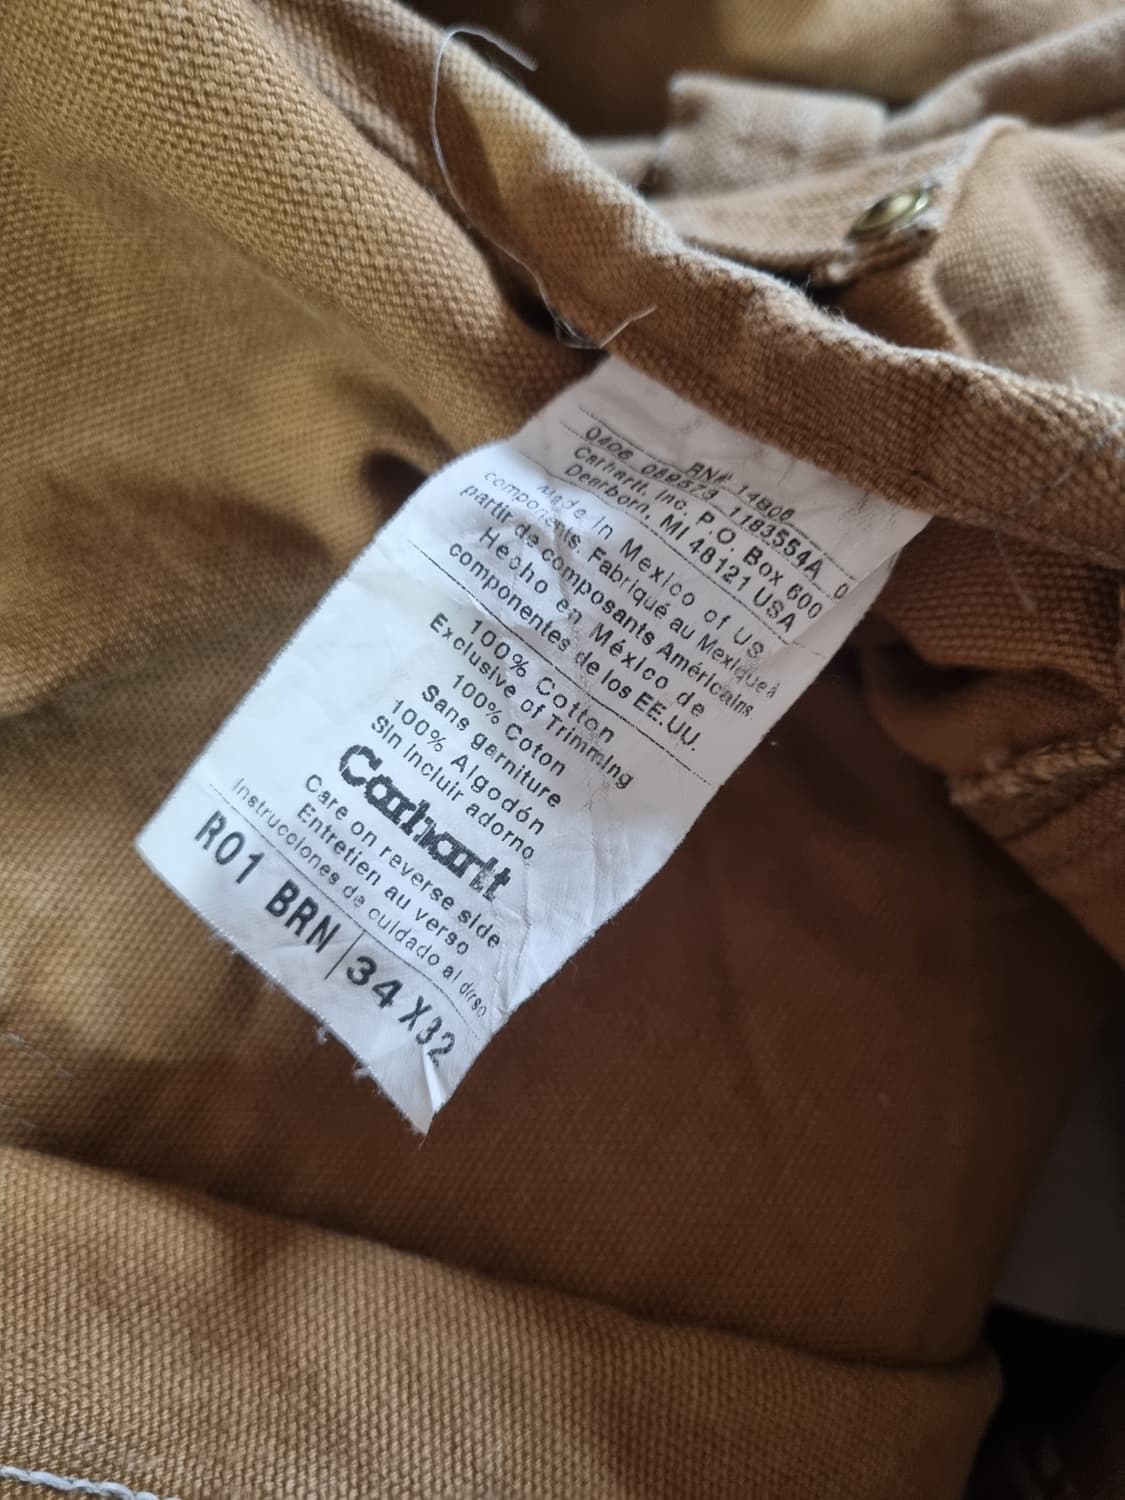 RN# 14806
0406 069573 1183554A 0
Carhartt, Inc. P.O. Box 600
Dearborn, MI 48121 USA
Made in Mexico of US
components. Fabriqué au Mexique à
partir de composants Américains.
Hecho en México de
componentes de los EE.UU.
100% Cotton
Exclusive of Trimming
100% Coton
Sans garniture
100% Algodón
Sin incluir adorno
Carhartt
Care on reverse side
Entretien au verso
Instrucciones de cuidado al dirso
R01 BRN | 34 X32